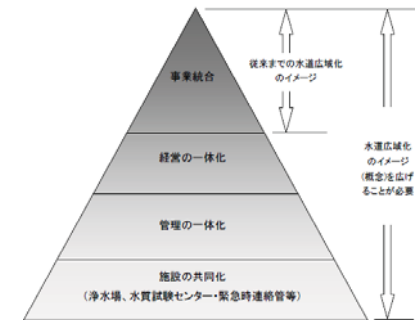 事業統合
従来までの水道広域化
のイメージ
経営の一体化
水道広域化
のイメージ
(概念)を広げ
ることが必要
管理の一体化
施設の共同化
(浄水場、水質試験センター・緊急時連絡管等)